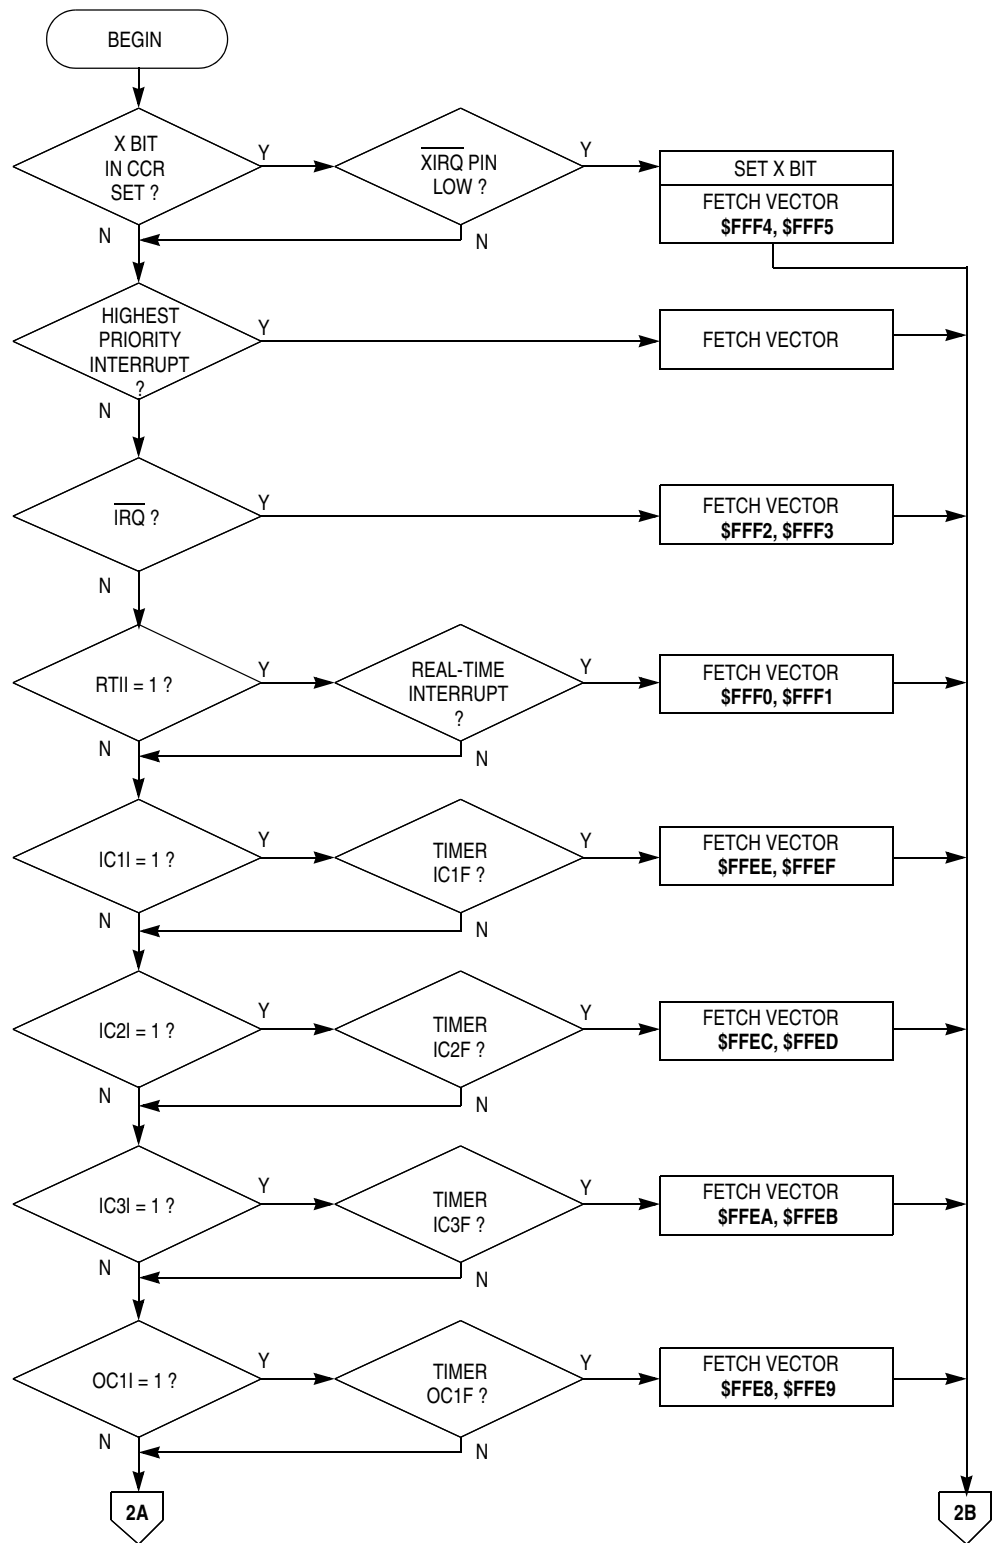 BEGIN
X BIT
IN CCR
SET ?
Y
N
XIRQ PIN
LOW ?
Y
N
SET X BIT
FETCH VECTOR
$FFF4, $FFF5
HIGHEST
PRIORITY
INTERRUPT
?
Y
N
FETCH VECTOR
IRQ ?
Y
N
FETCH VECTOR
$FFF2, $FFF3
RTII = 1 ?
Y
N
REAL-TIME
INTERRUPT
?
Y
N
FETCH VECTOR
$FFF0, $FFF1
IC1I = 1 ?
Y
N
TIMER
IC1F ?
Y
N
FETCH VECTOR
$FFEE, $FFEF
IC2I = 1 ?
Y
N
TIMER
IC2F ?
Y
N
FETCH VECTOR
$FFEC, $FFED
IC3I = 1 ?
Y
N
TIMER
IC3F ?
Y
N
FETCH VECTOR
$FFEA, $FFEB
OC1I = 1 ?
Y
N
TIMER
OC1F ?
Y
N
FETCH VECTOR
$FFE8, $FFE9
2A
2B